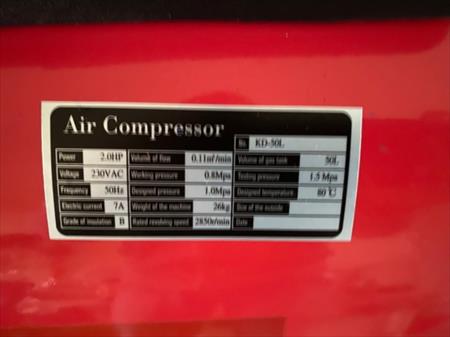 Air Compressor
No. KD-50L
Power 2.0HP Volume of flow 0.11m³/min Volume of gas tank 50L
Voltage 230VAC Working pressure 0.8Mpa Testing pressure 1.5 Mpa
Frequency 50Hz Designed pressure 1.0Mpa Designed temperature 80℃
Electric current 7A Weight of the machine 26kg Size of the outside
Grade of insulation B Rated revolving speed 2850r/min Date